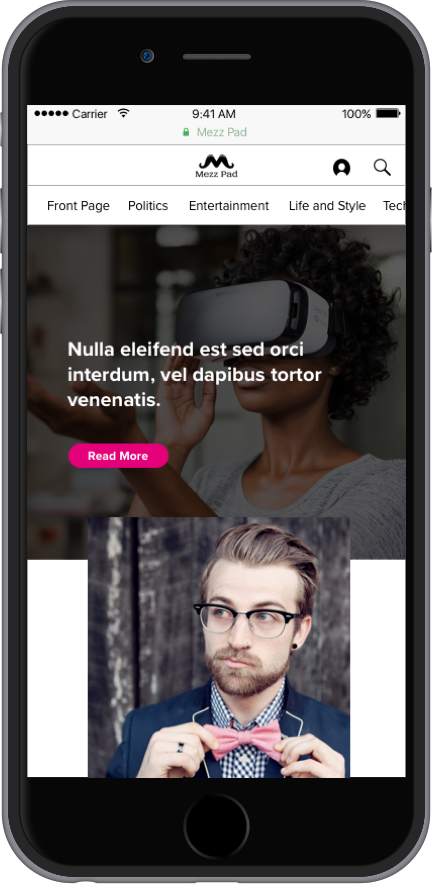 Carrier 9:41 AM 100%
Mezz Pad
Mezz Pad
Front Page Politics Entertainment Life and Style Tech
Nulla eleifend est sed orci
interdum, vel dapibus tortor
venenatis.
Read More